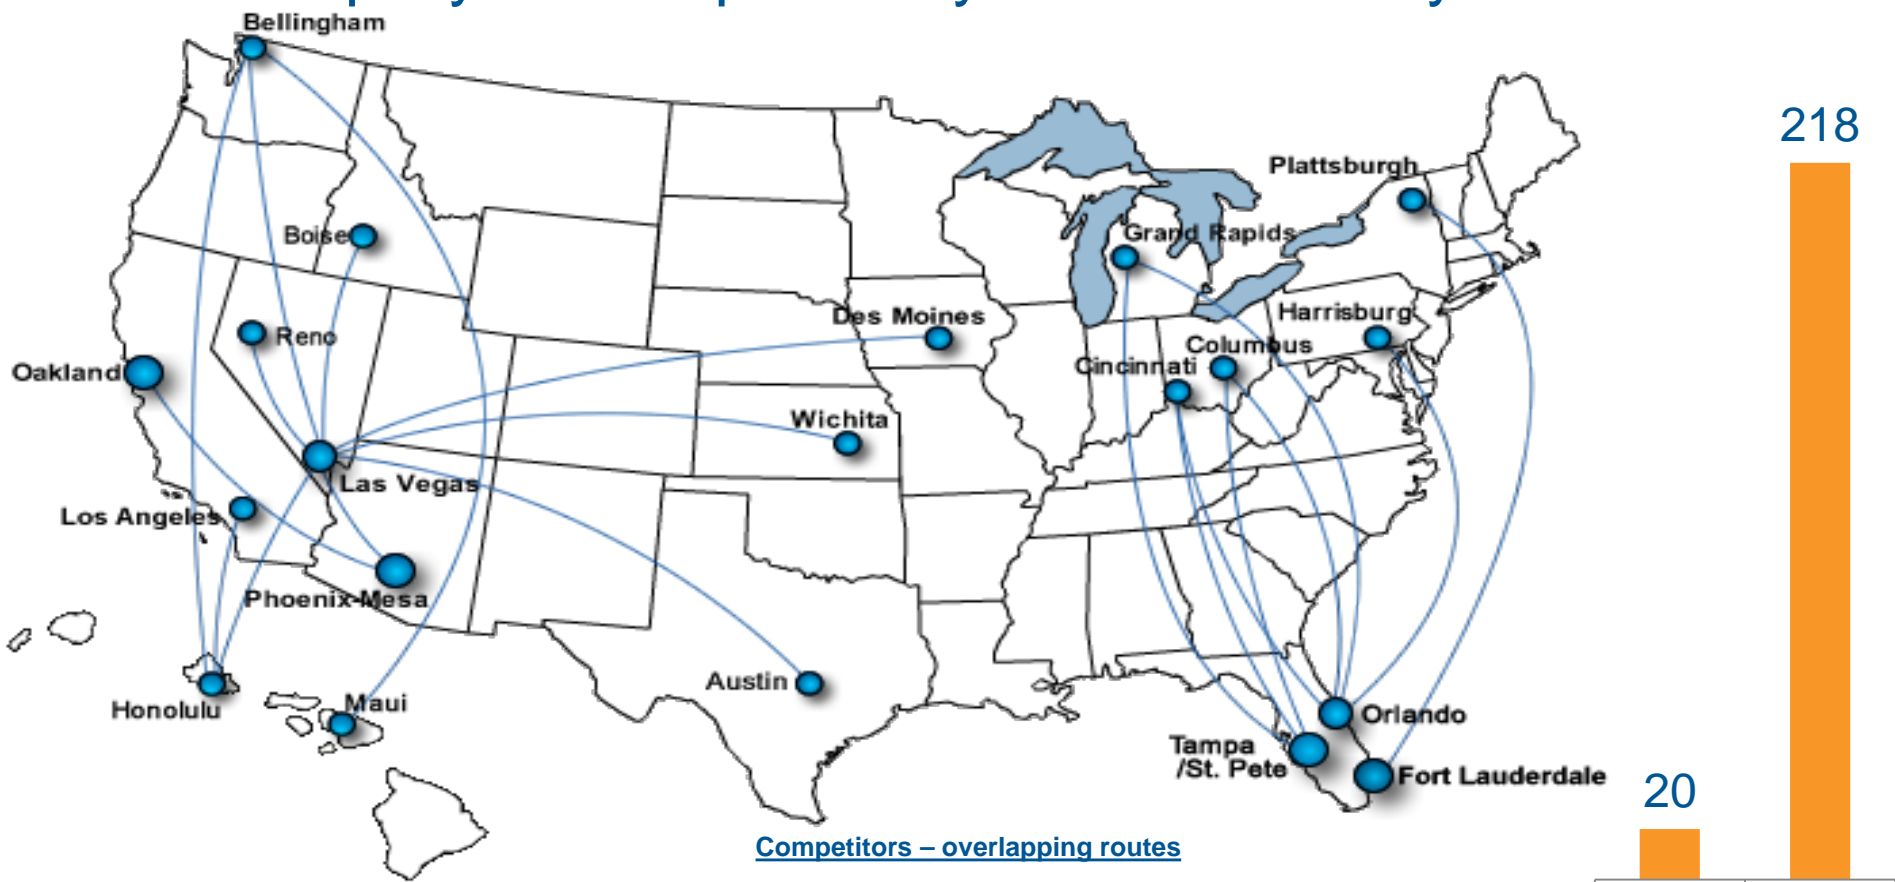 Bellingham
218
Plattsburgh
Boise
Grand Rapids
Reno
Des Moines
Harrisburg
Columbus
Oakland
Cincinnati
Wichita
Las Vegas
Los Angeles
Phoenix-Mesa
Austin
Maui
Honolulu
Orlando
Tampa
/St. Pete
Fort Lauderdale
20
Competitors – overlapping routes